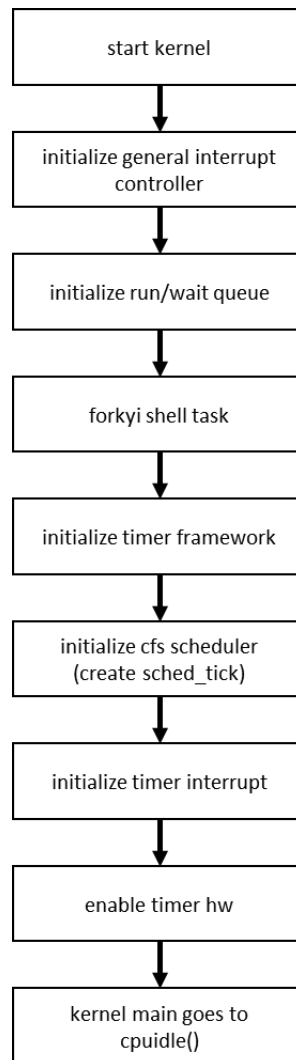 start kernel
initialize general interrupt
controller
initialize run/wait queue
forkyi shell task
initialize timer framework
initialize cfs scheduler
(create sched_tick)
initialize timer interrupt
enable timer hw
kernel main goes to
cpuidle()